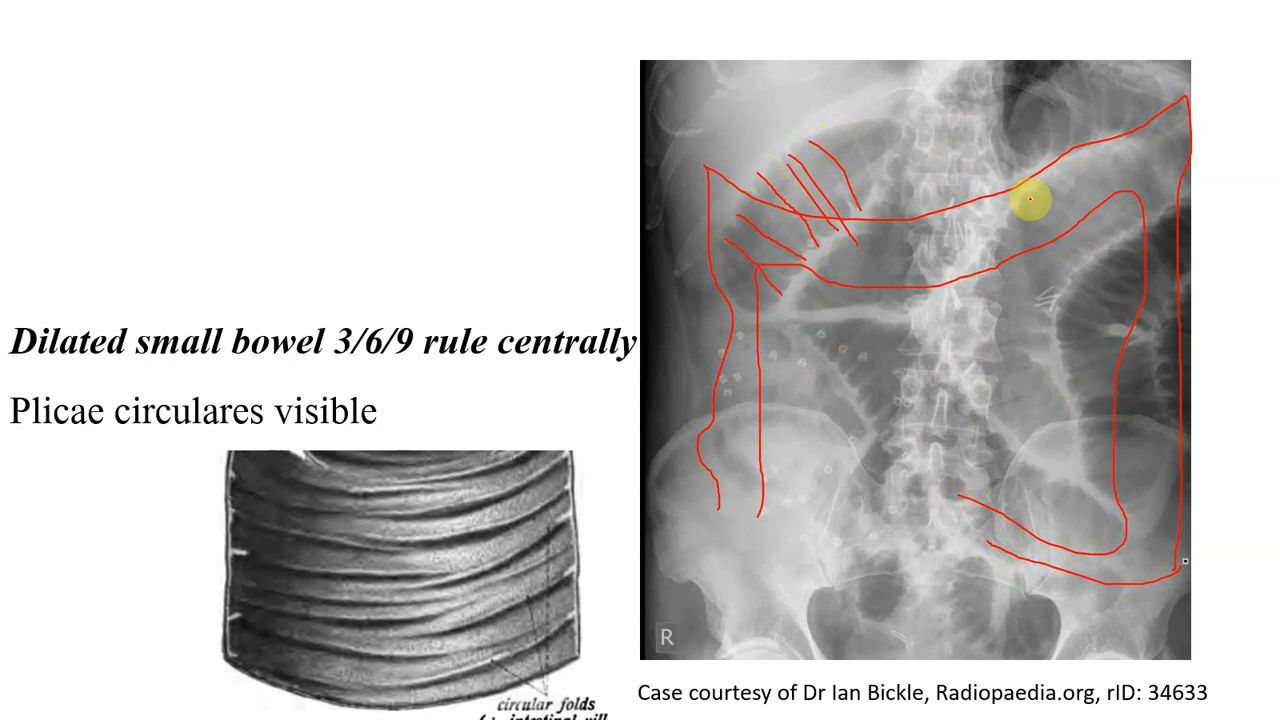 Dilated small bowel 3/6/9 rule centrally
Plicae circulares visible
circular folds
R
Case courtesy of Dr Ian Bickle, Radiopaedia.org, rID: 34633